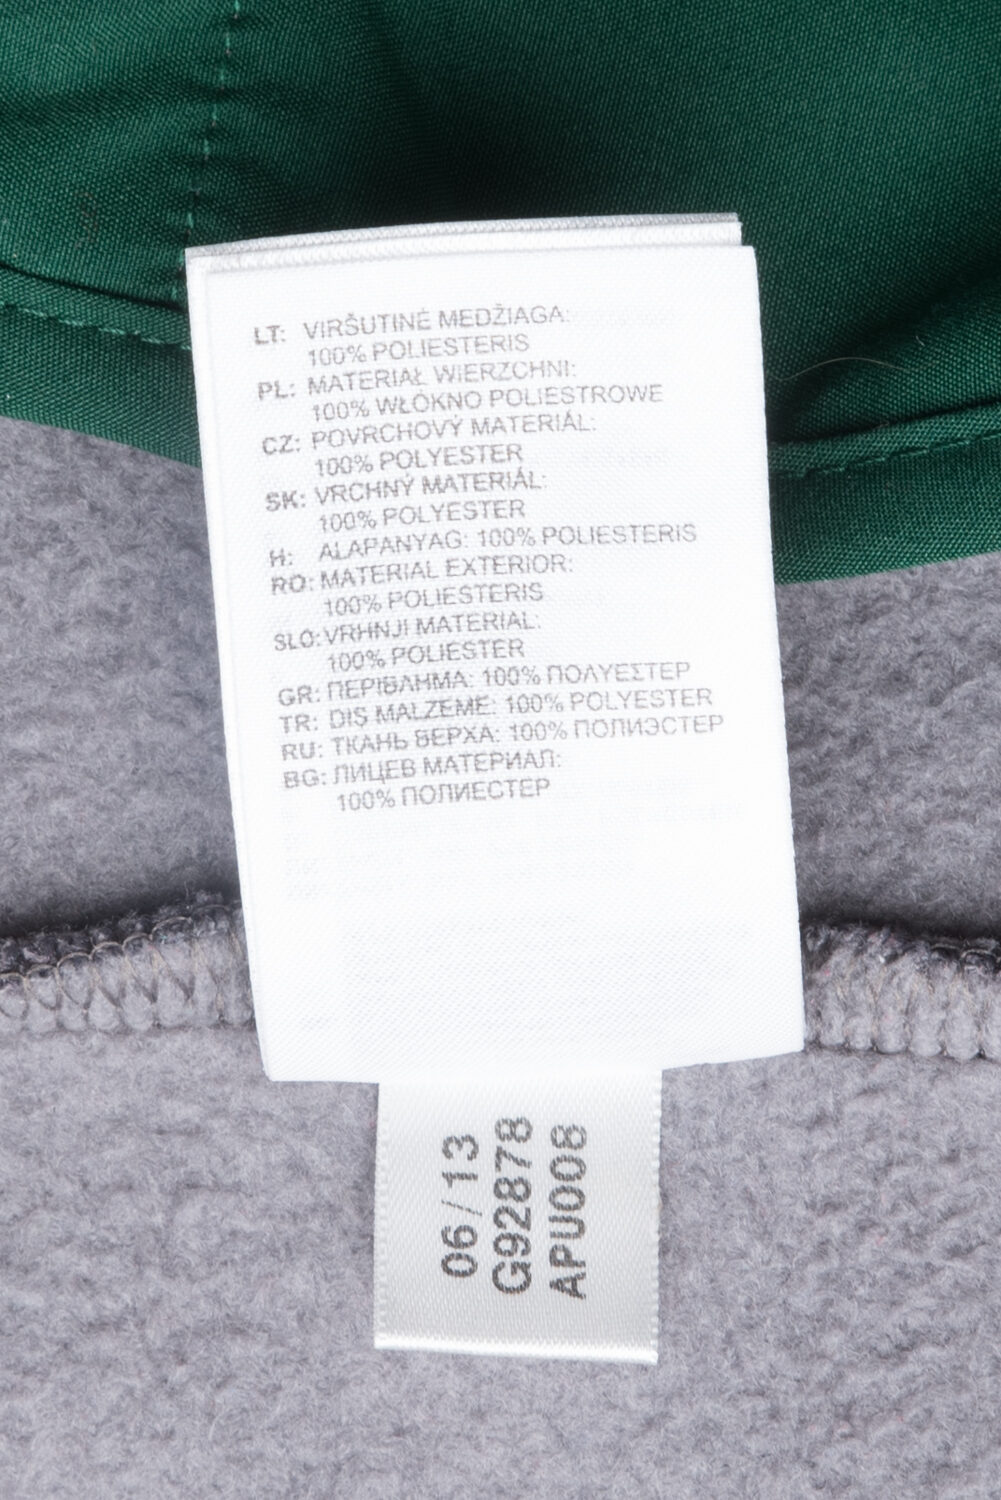 LT: VIRŠUTINĖ MEDŽIAGA:
100% POLIESTERIS
PL: MATERIAŁ WIERZCHNI:
100% WŁÓKNO POLIESTROWE
CZ: POVRCHOVÝ MATERIÁL:
100% POLYESTER
SK: VRCHNÝ MATERIÁL:
100% POLYESTER
H: ALAPANYAG: 100% POLIESTERIS
RO: MATERIAL EXTERIOR:
100% POLIESTERIS
SLO: VRHNJI MATERIAL:
100% POLIESTER
GR: ΠΕΡΙΒΛΗΜΑ: 100% ΠΟΛΥΕΣΤΕΡ
TR: DIŞ MALZEME: 100% POLYESTER
RU: ТКАНЬ ВЕРХА: 100% ПОЛИЭСТЕР
BG: ЛИЦЕВ МАТЕРИАЛ:
100% ПОЛИЕСТЕР
06/13
G92878
APU008